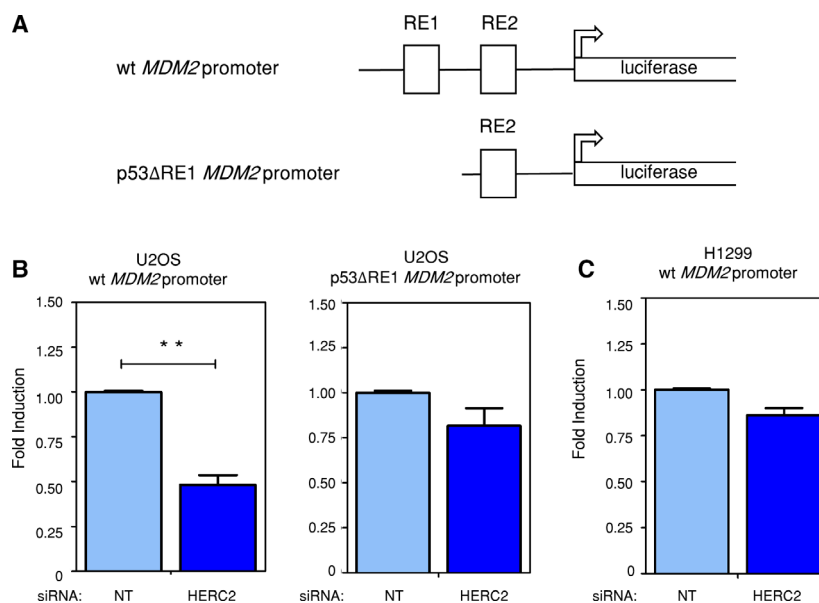 A
RE1 RE2
wt MDM2 promoter
luciferase
RE2
p53ΔRE1 MDM2 promoter
luciferase
B
U2OS
wt MDM2 promoter
Fold Induction
1.50
1.25
1.00
0.75
0.50
0.25
0
* *
siRNA: NT HERC2
U2OS
p53ΔRE1 MDM2 promoter
1.50
1.25
1.00
0.75
0.50
0.25
0
siRNA: NT HERC2
C
H1299
wt MDM2 promoter
Fold Induction
1.50
1.25
1.00
0.75
0.50
0.25
0
siRNA: NT HERC2